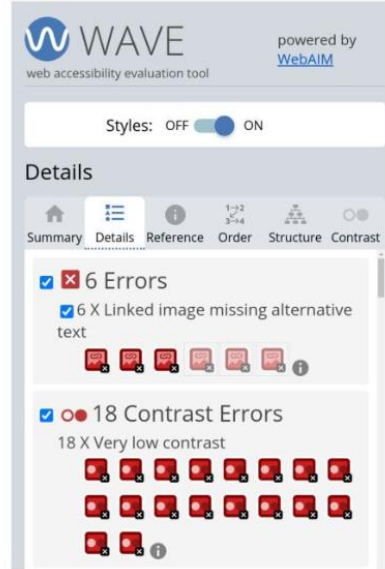 WAVE
web accessibility evaluation tool
powered by
WebAIM
Styles: OFF ON
Details
Summary Details Reference Order Structure Contrast
6 Errors
6 X Linked image missing alternative
text
18 Contrast Errors
18 X Very low contrast